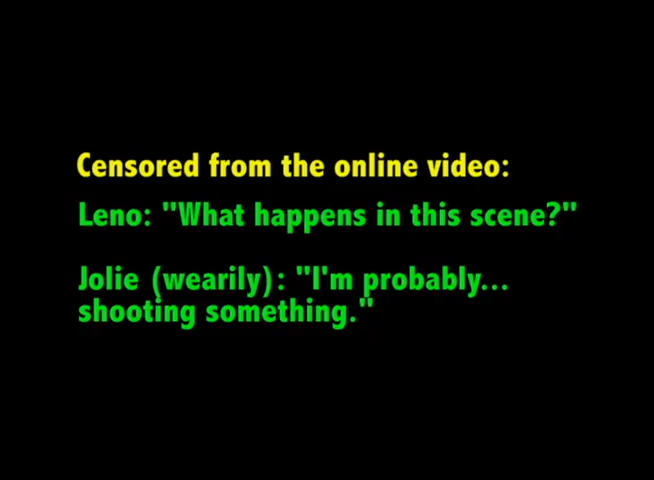 Censored from the online video:
Leno: "What happens in this scene?"
Jolie (wearily): "I'm probably...
shooting something."